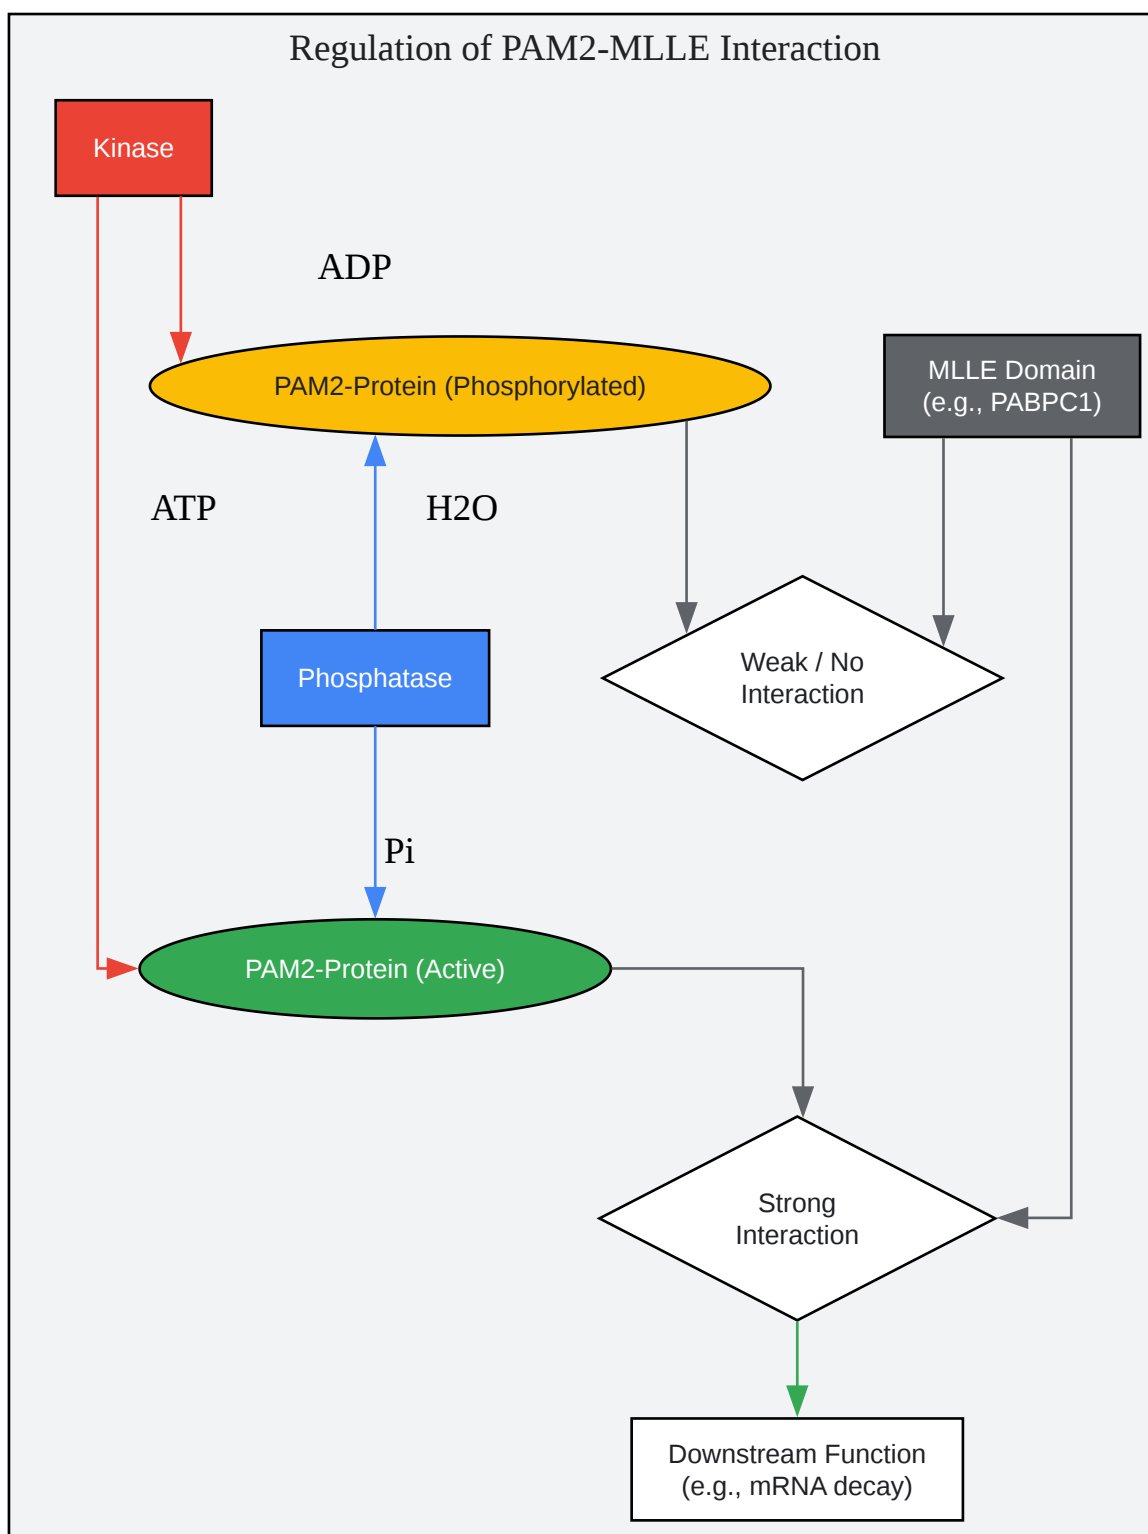 Regulation of PAM2-MLLE Interaction
Kinase
ADP
PAM2-Protein (Phosphorylated)
MLLE Domain
(e.g., PABPC1)
ATP
H2O
Weak / No
Interaction
Phosphatase
Pi
PAM2-Protein (Active)
Strong
Interaction
Downstream Function
(e.g., mRNA decay)